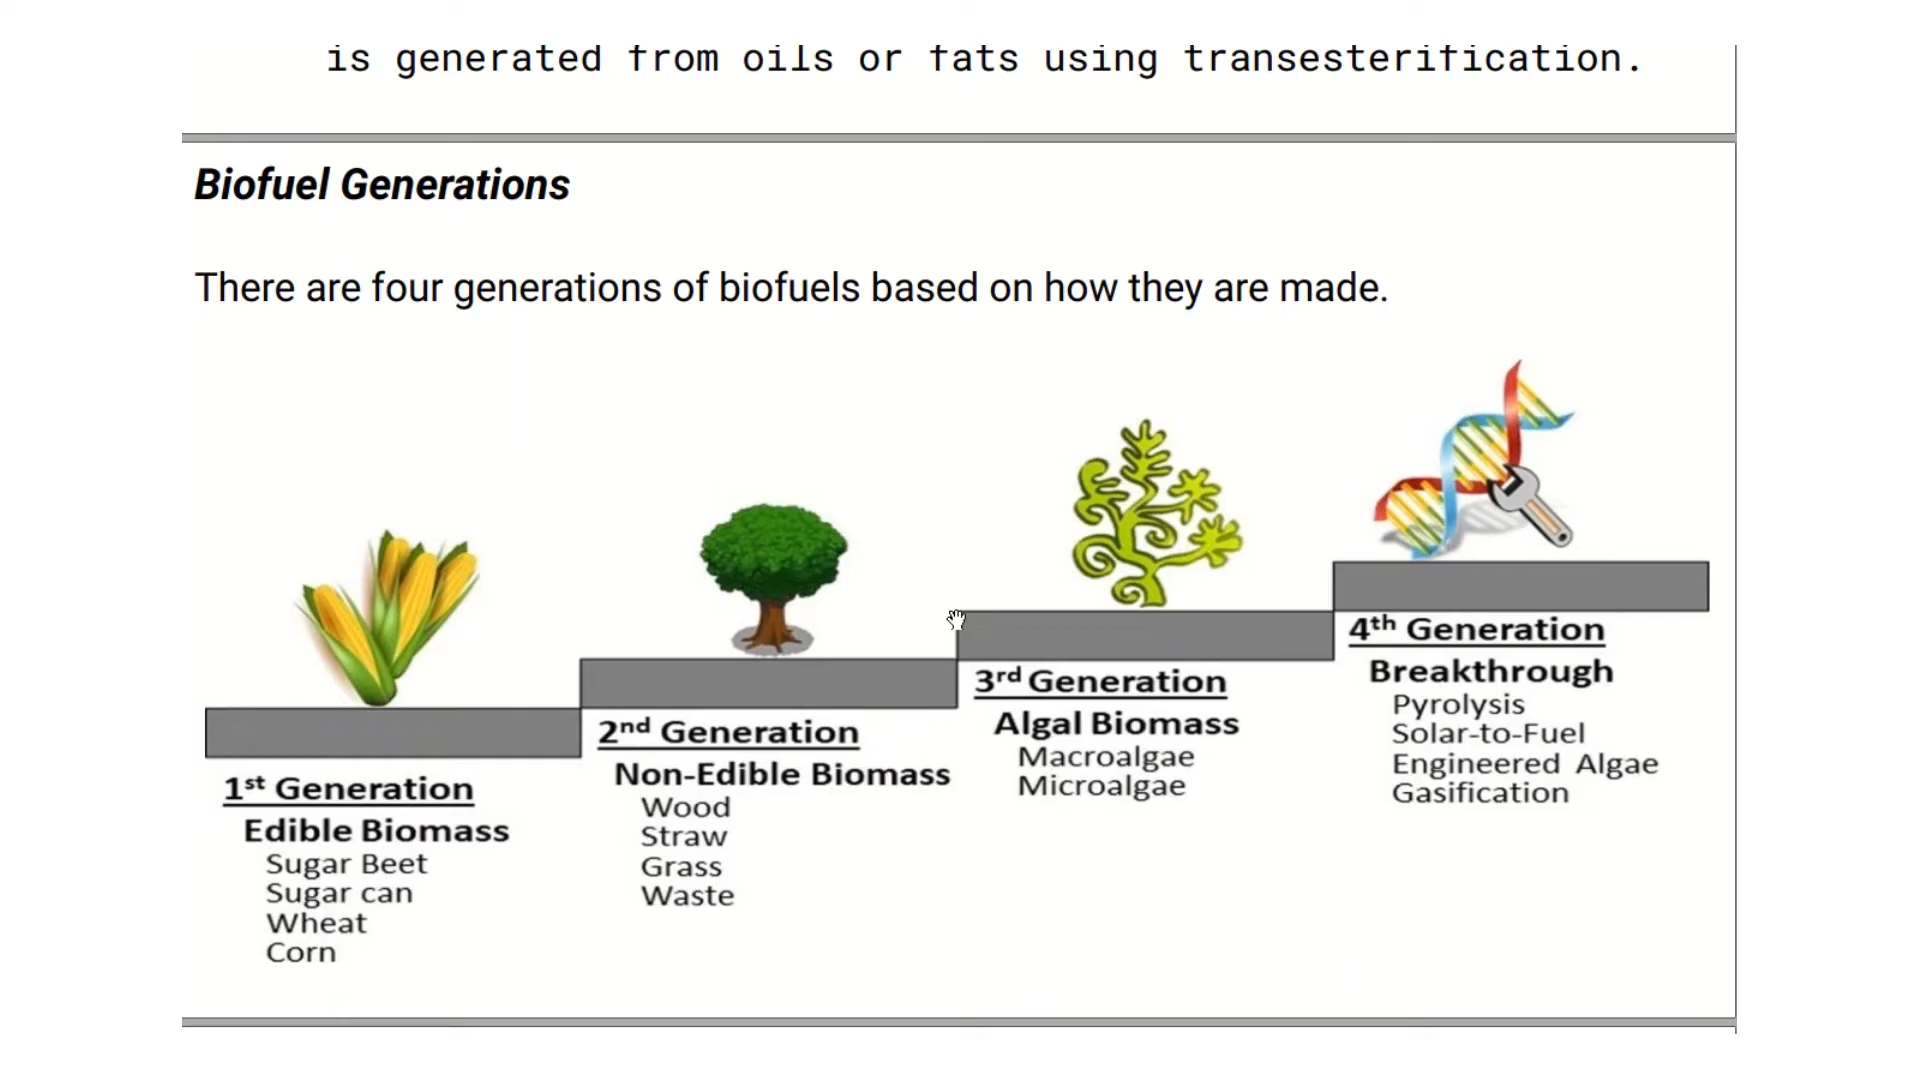 is generated from oils or fats using transesterification.
Biofuel Generations
There are four generations of biofuels based on how they are made.
1st Generation
Edible Biomass
Sugar Beet
Sugar can
Wheat
Corn
2nd Generation
Non-Edible Biomass
Wood
Straw
Grass
Waste
3rd Generation
Algal Biomass
Macroalgae
Microalgae
4th Generation
Breakthrough
Pyrolysis
Solar-to-Fuel
Engineered Algae
Gasification